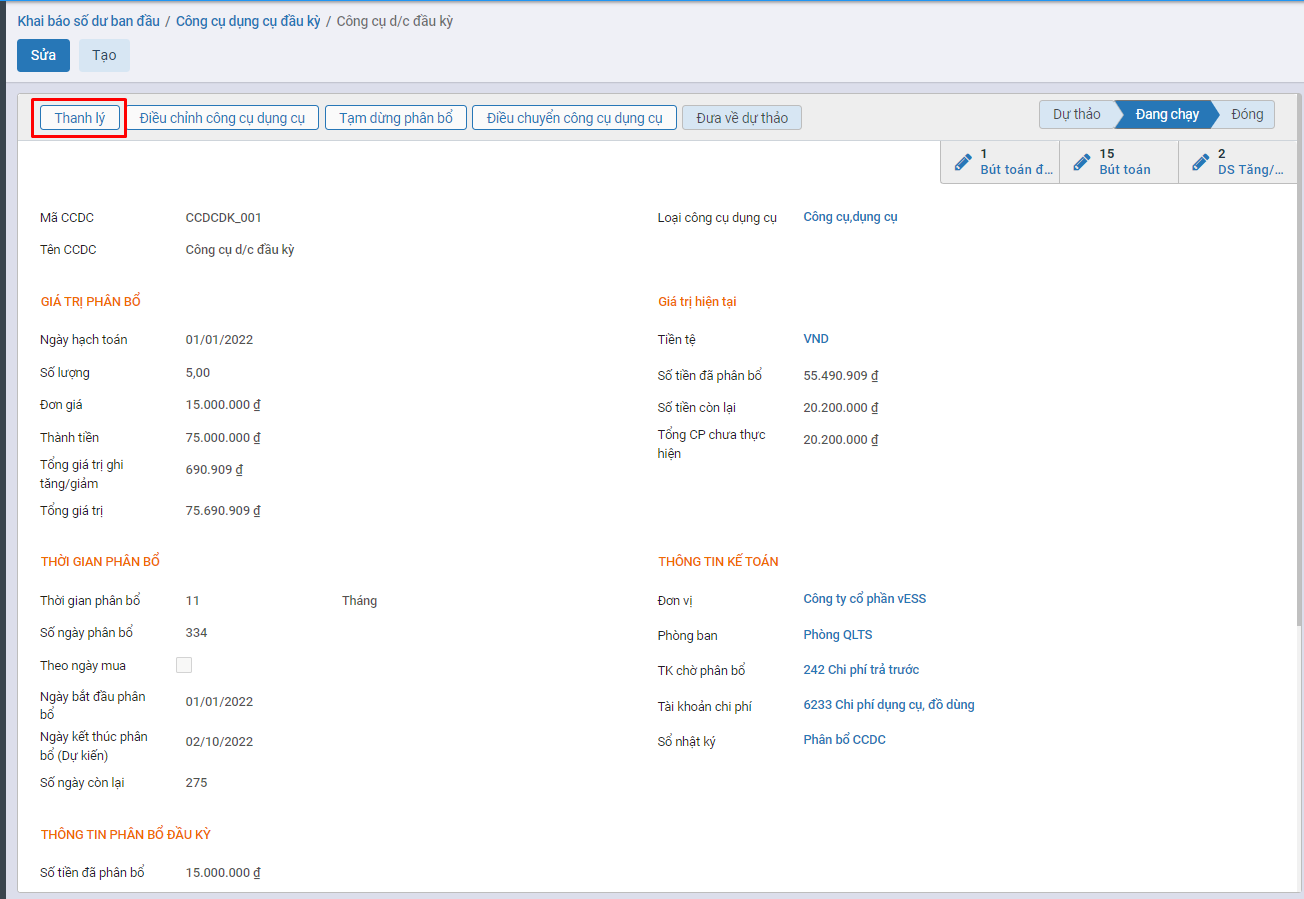 Khai báo số dư ban đầu / Công cụ dụng cụ đầu kỳ / Công cụ d/c đầu kỳ
Sửa Tạo
Thanh lý Điều chỉnh công cụ dụng cụ Tạm dừng phân bổ Điều chuyển công cụ dụng cụ Đưa về dự thảo Dự thảo Đang chạy Đóng
1 15 2
Bút toán đ... Bút toán DS Tăng/...
Mã CCDC CCDCDK_001 Loại công cụ dụng cụ Công cụ,dụng cụ
Tên CCDC Công cụ d/c đầu kỳ
GIÁ TRỊ PHÂN BỔ Giá trị hiện tại
Ngày hạch toán 01/01/2022 Tiền tệ VND
Số lượng 5,00 Số tiền đã phân bổ 55.490.909 ₫
Đơn giá 15.000.000 ₫ Số tiền còn lại 20.200.000 ₫
Thành tiền 75.000.000 ₫ Tổng CP chưa thực
hiện 20.200.000 ₫
Tổng giá trị ghi
tăng/giảm 690.909 ₫
Tổng giá trị 75.690.909 ₫
THỜI GIAN PHÂN BỔ THÔNG TIN KẾ TOÁN
Thời gian phân bổ 11 Tháng Đơn vị Công ty cổ phần vESS
Số ngày phân bổ 334 Phòng ban Phòng QLTS
Theo ngày mua TK chờ phân bổ 242 Chi phí trả trước
Ngày bắt đầu phân
bổ 01/01/2022 Tài khoản chi phí 6233 Chi phí dụng cụ, đồ dùng
Ngày kết thúc phân
bổ (Dự kiến) 02/10/2022 Sổ nhật ký Phân bổ CCDC
Số ngày còn lại 275
THÔNG TIN PHÂN BỔ ĐẦU KỲ
Số tiền đã phân bổ 15.000.000 ₫